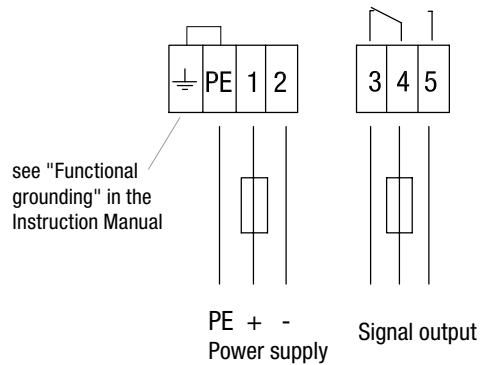 PE 1 2
3 4 5
see "Functional
grounding" in the
Instruction Manual
PE + -
Power supply
Signal output